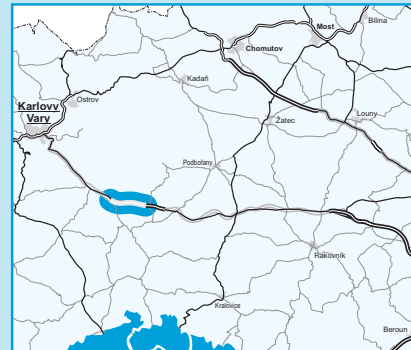 Bílina
Most
Chomutov
Kadaň
Ostrov
Karlovy
Vary
Louny
Žatec
Podbořany
Rakovník
Kralovice
Beroun